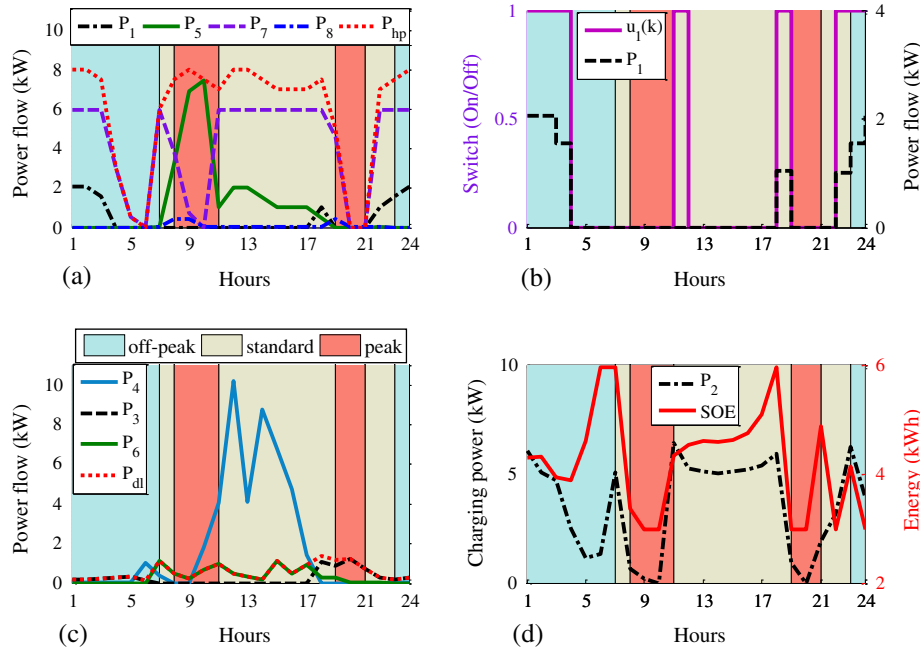 P1 P5 P7 P8 Php
10
8
6
4
2
0
Power flow (kW)
1 5 9 13 17 21 24
Hours
(a)
u1(k)
P1
1
0.5
0
Switch (On/Off)
4
3
2
1
0
Power flow (kW)
1 5 9 13 17 21 24
Hours
(b)
off-peak standard peak
P4
P3
P6
Pdl
10
8
6
4
2
0
Power flow (kW)
1 5 9 13 17 21 24
Hours
(c)
P2
SOE
10
5
0
Charging power (kW)
6
4
2
Energy (kWh)
1 5 9 13 17 21 24
Hours
(d)